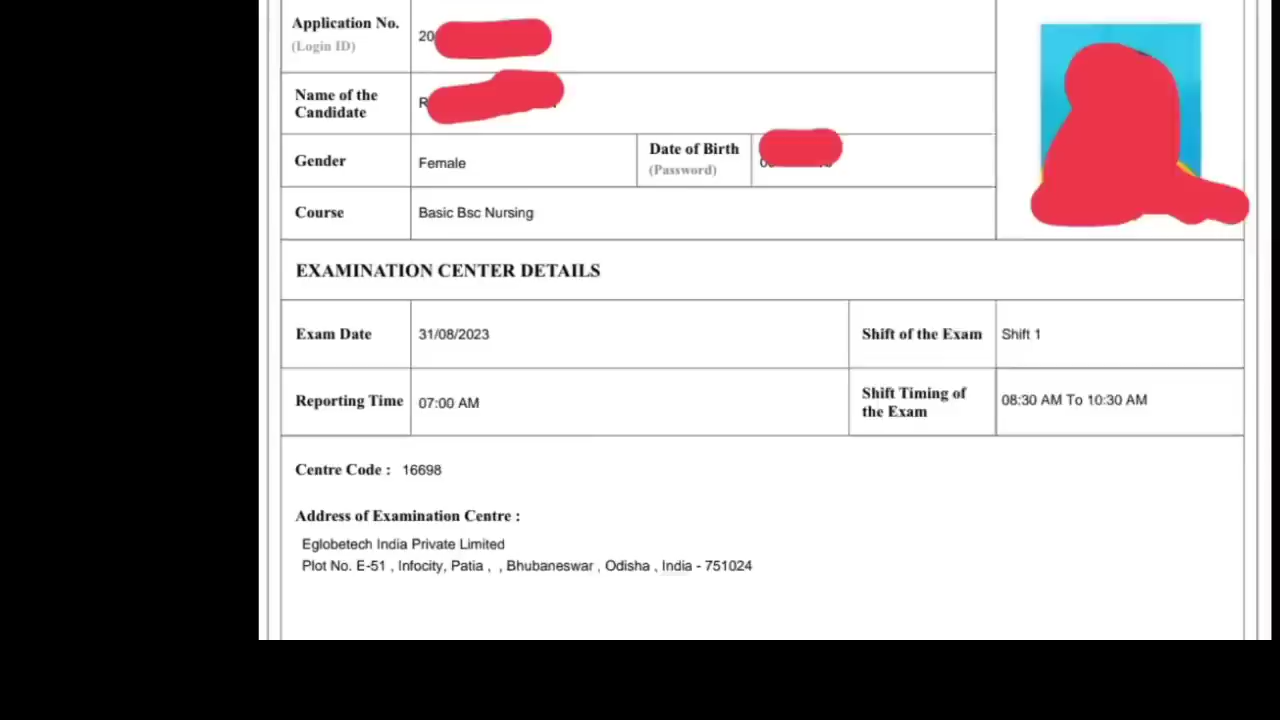 Application No.
(Login ID)
20
Name of the
Candidate
R
Gender
Female
Date of Birth
(Password)
Course
Basic Bsc Nursing
EXAMINATION CENTER DETAILS
Exam Date
31/08/2023
Shift of the Exam
Shift 1
Reporting Time
07:00 AM
Shift Timing of
the Exam
08:30 AM To 10:30 AM
Centre Code : 16698
Address of Examination Centre :
Eglobetech India Private Limited
Plot No. E-51 , Infocity, Patia , , Bhubaneswar , Odisha , India - 751024